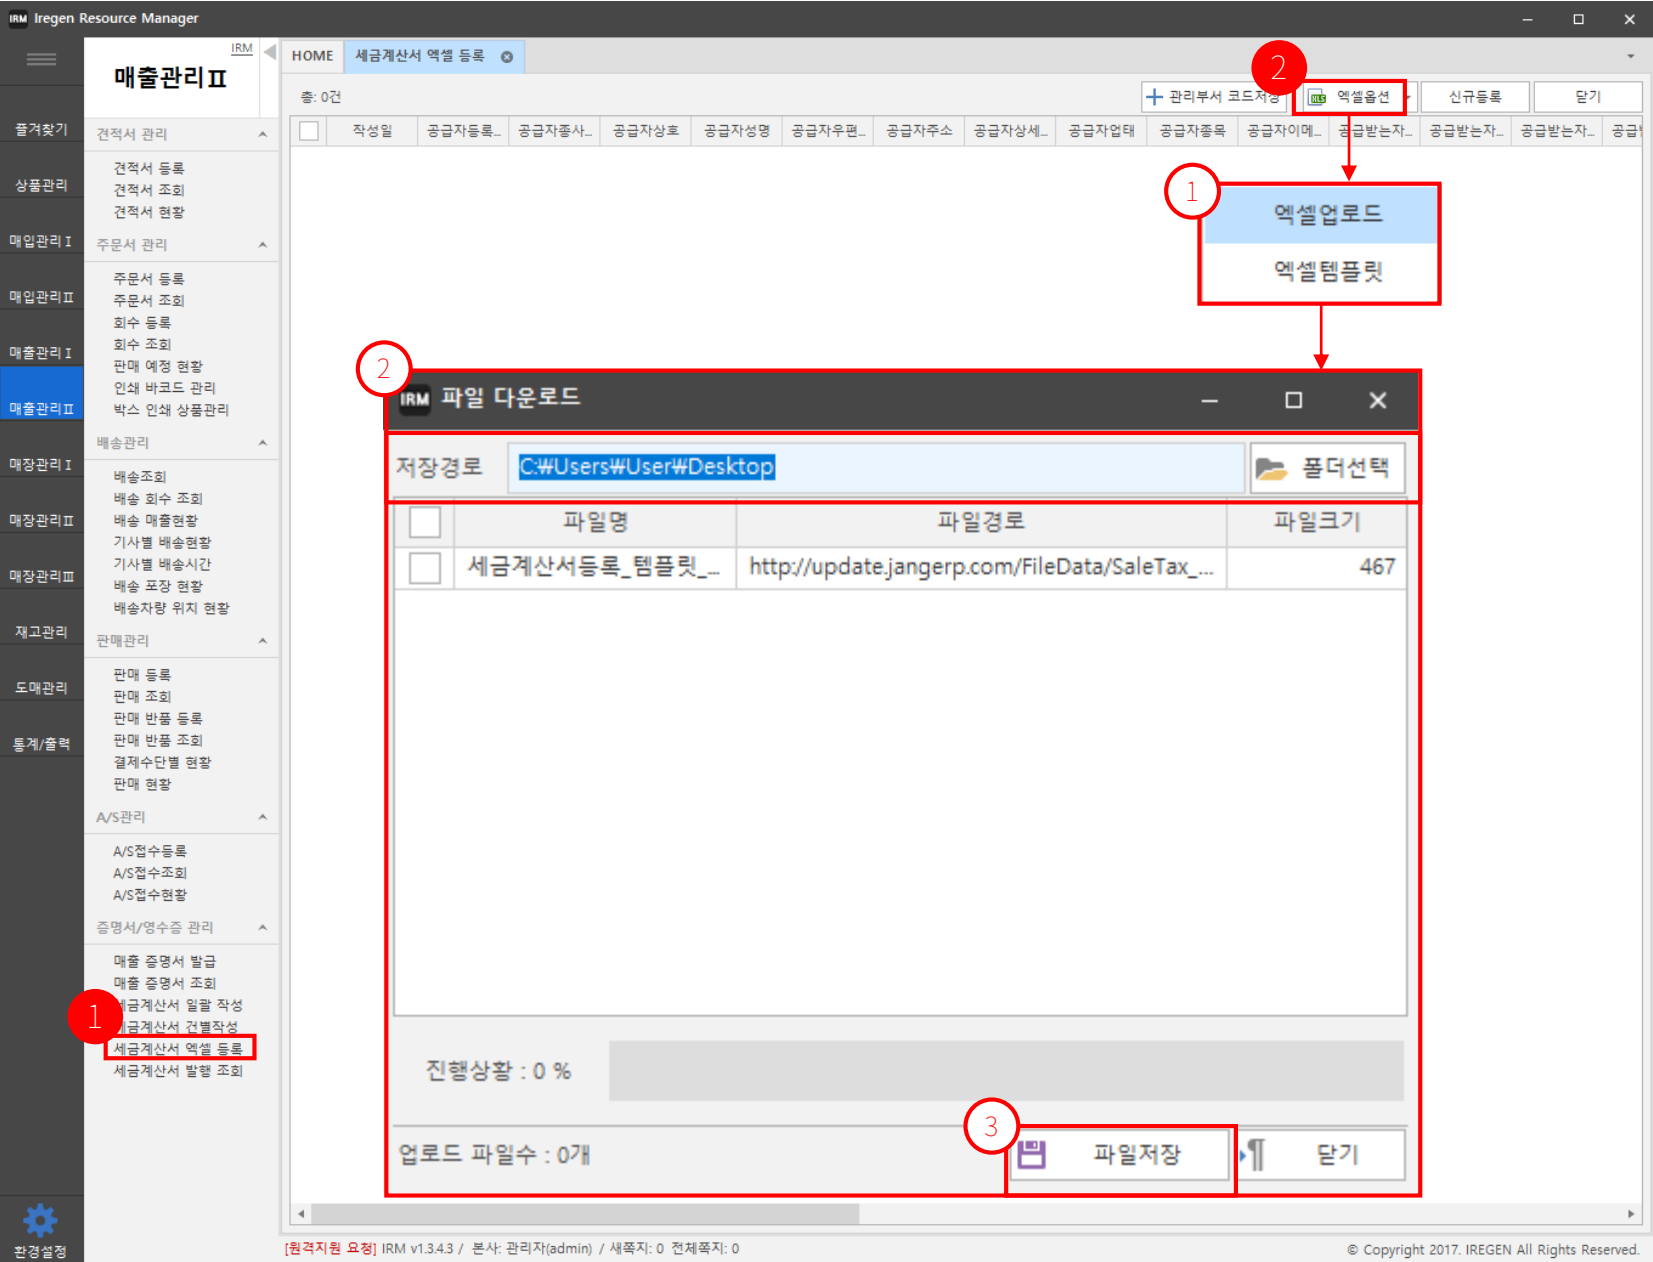 IRM Iregen Resource Manager
즐겨찾기
상품관리
매입관리 I
매입관리 II
매출관리 I
매출관리 II
매장관리 I
매장관리 II
매장관리 III
재고관리
도매관리
통계/출력
환경설정
IRM
매출관리 II
견적서 관리
견적서 등록
견적서 조회
견적서 현황
주문서 관리
주문서 등록
주문서 조회
회수 등록
회수 조회
판매 예정 현황
인쇄 바코드 관리
박스 인쇄 상품관리
배송관리
배송조회
배송 회수 조회
배송 매출현황
기사별 배송현황
기사별 배송시간
배송 포장 현황
배송차량 위치 현황
판매관리
판매 등록
판매 조회
판매 반품 등록
판매 반품 조회
결제수단별 현황
판매 현황
A/S관리
A/S접수등록
A/S접수조회
A/S접수현황
증명서/영수증 관리
매출 증명서 발급
매출 증명서 조회
세금계산서 일괄 작성
1
세금계산서 건별작성
세금계산서 엑셀 등록
세금계산서 발행 조회
HOME 세금계산서 엑셀 등록
2
총: 0건 관리부서 코드저장 XLS 엑셀옵션 신규등록 닫기
작성일 공급자등록... 공급자종사... 공급자상호 공급자성명 공급자우편... 공급자주소 공급자상세... 공급자업태 공급자종목 공급자이메... 공급받는자... 공급받는자... 공급받는자...
1
엑셀업로드
엑셀템플릿
2
IRM 파일 다운로드
저장경로 C:₩Users₩User₩Desktop 폴더선택
파일명 파일경로 파일크기
세금계산서등록_템플릿_... http://update.jangerp.com/FileData/SaleTax_... 467
진행상황 : 0 %
3
업로드 파일수 : 0개 파일저장 닫기
[원격지원 요청] IRM v1.3.4.3 / 본사: 관리자(admin) / 새쪽지: 0 전체쪽지: 0
© Copyright 2017. IREGEN All Rights Reserved.